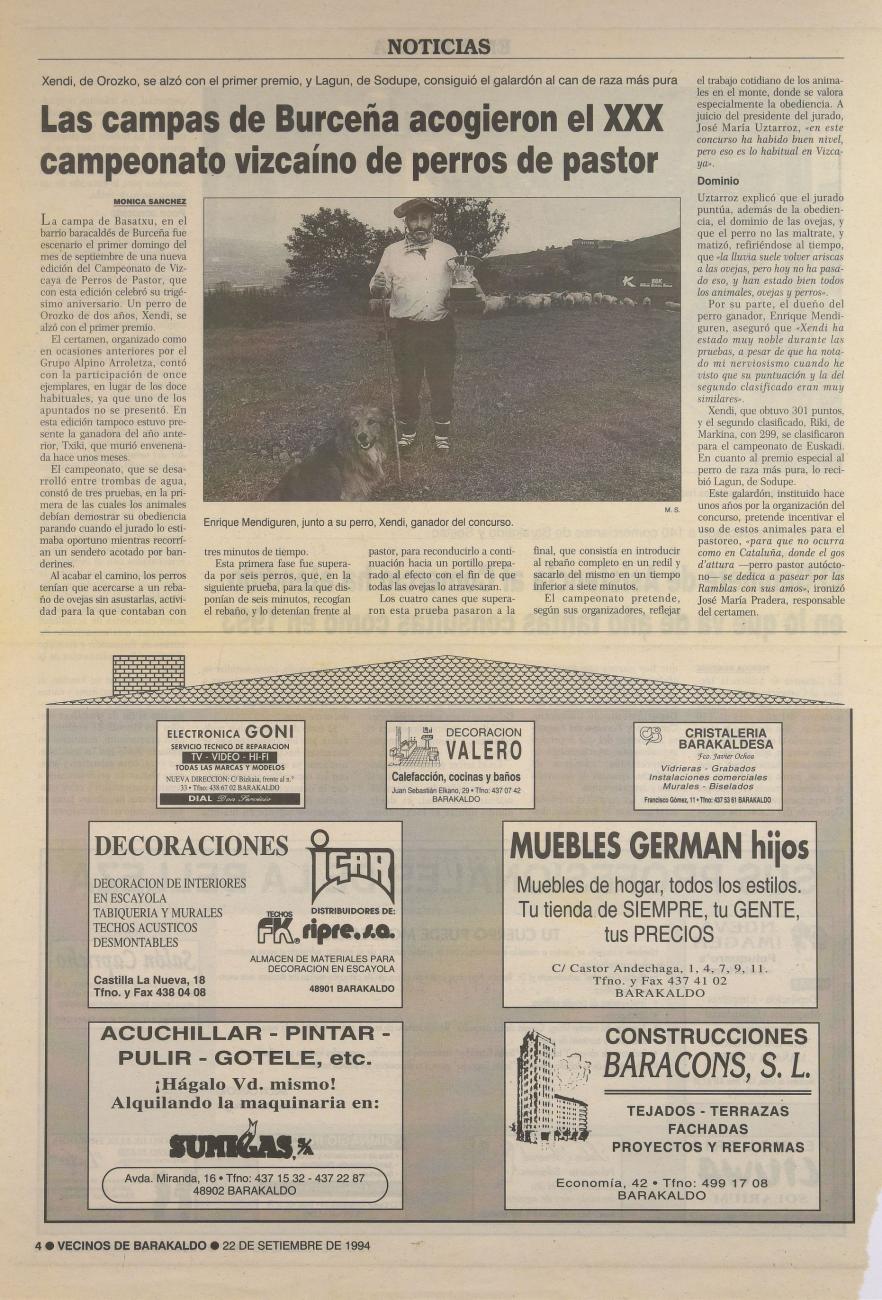 NOTICIAS
Xendi, de Orozko, se alzó con el primer premio, y Lagun, de Sodupe, consiguió el galardón al can de raza más pura
Las campas de Burceña acogieron el XXX
campeonato vizcaíno de perros de pastor
MONICA SANCHEZ
La campa de Basatxu, en el
barrio baracaldés de Burceña fue
escenario el primer domingo del
mes de septiembre de una nueva
edición del Campeonato de Viz-
caya de Perros de Pastor, que
con esta edición celebró su trigé-
simo aniversario. Un perro de
Orozko de dos años, Xendi, se
alzó con el primer premio.
El certamen, organizado como
en ocasiones anteriores por el
Grupo Alpino Arroletza, contó
con la participación de once
ejemplares, en lugar de los doce
habituales, ya que uno de los
apuntados no se presentó. En
esta edición tampoco estuvo pre-
sente la ganadora del año ante-
rior, Txiki, que murió envenena-
da hace unos meses.
El campeonato, que se desa-
rrolló entre trombas de agua,
constó de tres pruebas, en la pri-
mera de las cuales los animales
debían demostrar su obediencia
parando cuando el jurado lo esti-
maba oportuno mientras recorrí-
an un sendero acotado por ban-
derines.
Al acabar el camino, los perros
tenían que acercarse a un reba-
ño de ovejas sin asustarlas, activi-
dad para la que contaban con
M. S.
Enrique Mendiguren, junto a su perro, Xendi, ganador del concurso.
tres minutos de tiempo.
Esta primera fase fue supera-
da por seis perros, que, en la
siguiente prueba, para la que dis-
ponían de seis minutos, recogían
el rebaño, y lo detenían frente al
pastor, para reconducirlo a conti-
nuación hacia un portillo prepa-
rado al efecto con el fin de que
todas las ovejas lo atravesaran.
Los cuatro canes que supera-
ron esta prueba pasaron a la
final, que consistía en introducir
al rebaño completo en un redil y
sacarlo del mismo en un tiempo
inferior a siete minutos.
El campeonato pretende,
según sus organizadores, reflejar
el trabajo cotidiano de los anima-
les en el monte, donde se valora
especialmente la obediencia. A
juicio del presidente del jurado,
José María Uztarroz, «en este
concurso ha habido buen nivel,
pero eso es lo habitual en Vizca-
ya».
Dominio
Uztarroz explicó que el jurado
puntúa, además de la obedien-
cia, el dominio de las ovejas, y
que el perro no las maltrate, y
matizó, refiriéndose al tiempo,
que «la lluvia suele volver ariscas
a las ovejas, pero hoy no ha pasa-
do eso, y han estado bien todos
los animales, ovejas y perros».
Por su parte, el dueño del
perro ganador, Enrique Mendi-
guren, aseguró que «Xendi ha
estado muy noble durante las
pruebas, a pesar de que ha nota-
do mi nerviosismo cuando he
visto que su puntuación y la del
segundo clasificado eran muy
similares».
Xendi, que obtuvo 301 puntos,
y el segundo clasificado, Riki, de
Markina, con 299, se clasificaron
para el campeonato de Euskadi.
En cuanto al premio especial al
perro de raza más pura, lo reci-
bió Lagun, de Sodupe.
Este galardón, instituido hace
unos años por la organización del
concurso, pretende incentivar el
uso de estos animales para el
pastoreo, «para que no ocurra
como en Cataluña, donde el gos
d'attura —perro pastor autócto-
no— se dedica a pasear por las
Ramblas con sus amos», ironizó
José María Pradera, responsable
del certamen.
ELECTRONICA GONI
SERVICIO TECNICO DE REPARACION
TV - VIDEO - HI-FI
TODAS LAS MARCAS Y MODELOS
NUEVA DIRECCION: C/ Bizkaia, frente al n.º
33 • Tfno: 438 67 02 BARAKALDO
DIAL Don Servicio
DECORACION
VALERO
Calefacción, cocinas y baños
Juan Sebastián Elkano, 29 • Tfno: 437 07 42
BARAKALDO
CRISTALERIA
BARAKALDESA
Fco. Javier Ochoa
Vidrieras - Grabados
Instalaciones comerciales
Murales - Biselados
Francisco Gómez, 11 • Tfno: 437 53 61 BARAKALDO
DECORACIONES
iCAR
DECORACION DE INTERIORES
EN ESCAYOLA
TABIQUERIA Y MURALES
TECHOS ACUSTICOS
DESMONTABLES
Castilla La Nueva, 18
Tfno. y Fax 438 04 08
DISTRIBUIDORES DE:
TECHOS
FK® ripre, s.a.
ALMACEN DE MATERIALES PARA
DECORACION EN ESCAYOLA
48901 BARAKALDO
MUEBLES GERMAN hijos
Muebles de hogar, todos los estilos.
Tu tienda de SIEMPRE, tu GENTE,
tus PRECIOS
C/ Castor Andechaga, 1, 4, 7, 9, 11.
Tfno. y Fax 437 41 02
BARAKALDO
ACUCHILLAR - PINTAR -
PULIR - GOTELE, etc.
¡Hágalo Vd. mismo!
Alquilando la maquinaria en:
SUMIGAS, S/A
Avda. Miranda, 16 • Tfno: 437 15 32 - 437 22 87
48902 BARAKALDO
CONSTRUCCIONES
BARACONS, S. L.
TEJADOS - TERRAZAS
FACHADAS
PROYECTOS Y REFORMAS
Economía, 42 • Tfno: 499 17 08
BARAKALDO
4 ● VECINOS DE BARAKALDO ● 22 DE SETIEMBRE DE 1994